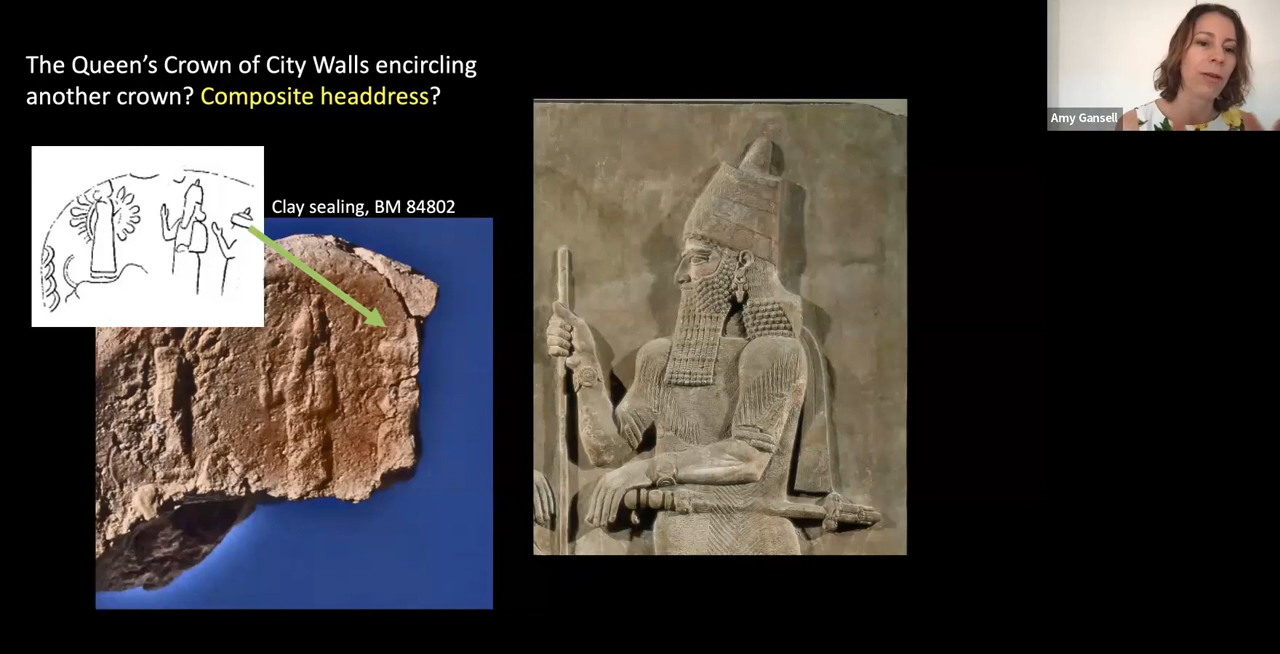 The Queen’s Crown of City Walls encircling
another crown? Composite headdress?
Clay sealing, BM 84802
Amy Gansell